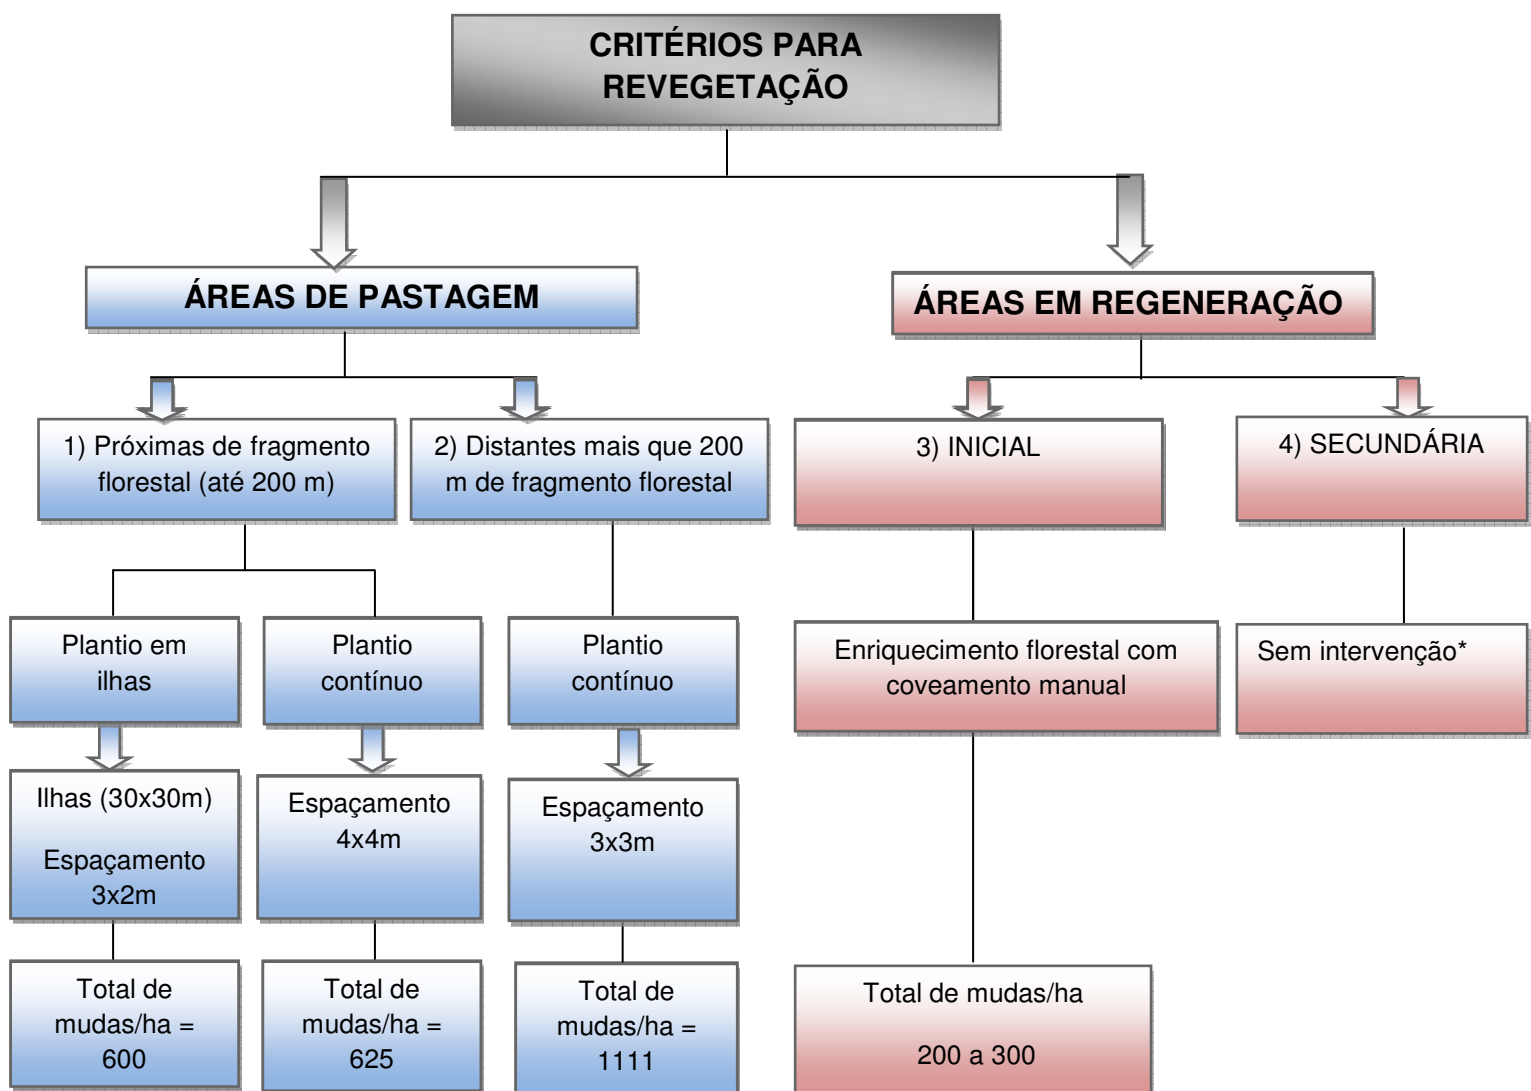 CRITÉRIOS PARA
REVEGETAÇÃO
ÁREAS DE PASTAGEM
ÁREAS EM REGENERAÇÃO
1) Próximas de fragmento
florestal (até 200 m)
2) Distantes mais que 200
m de fragmento florestal
3) INICIAL
4) SECUNDÁRIA
Plantio em
ilhas
Plantio
contínuo
Plantio
contínuo
Enriquecimento florestal com
coveamento manual
Sem intervenção*
Ilhas (30x30m)
Espaçamento
3x2m
Espaçamento
4x4m
Espaçamento
3x3m
Total de
mudas/ha =
600
Total de
mudas/ha =
625
Total de
mudas/ha =
1111
Total de mudas/ha
200 a 300